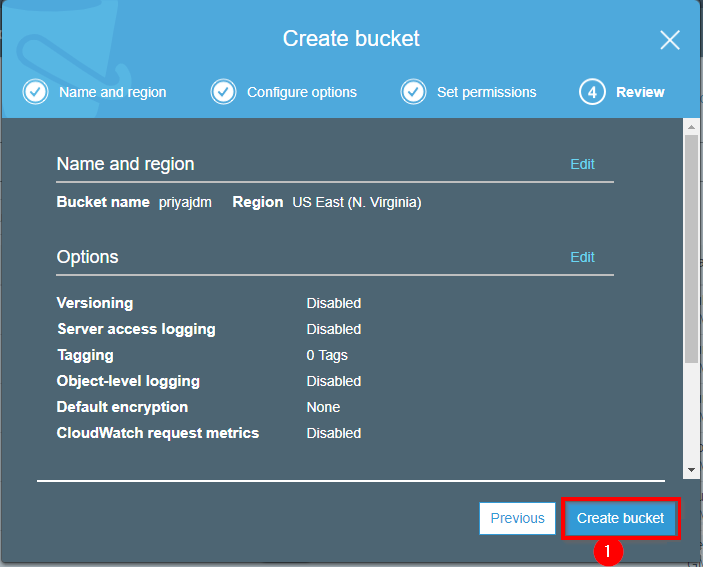 Create bucket
Name and region
Configure options
Set permissions
4 Review
Name and region Edit
Bucket name priyajdm Region US East (N. Virginia)
Options Edit
Versioning Disabled
Server access logging Disabled
Tagging 0 Tags
Object-level logging Disabled
Default encryption None
CloudWatch request metrics Disabled
Previous Create bucket
1